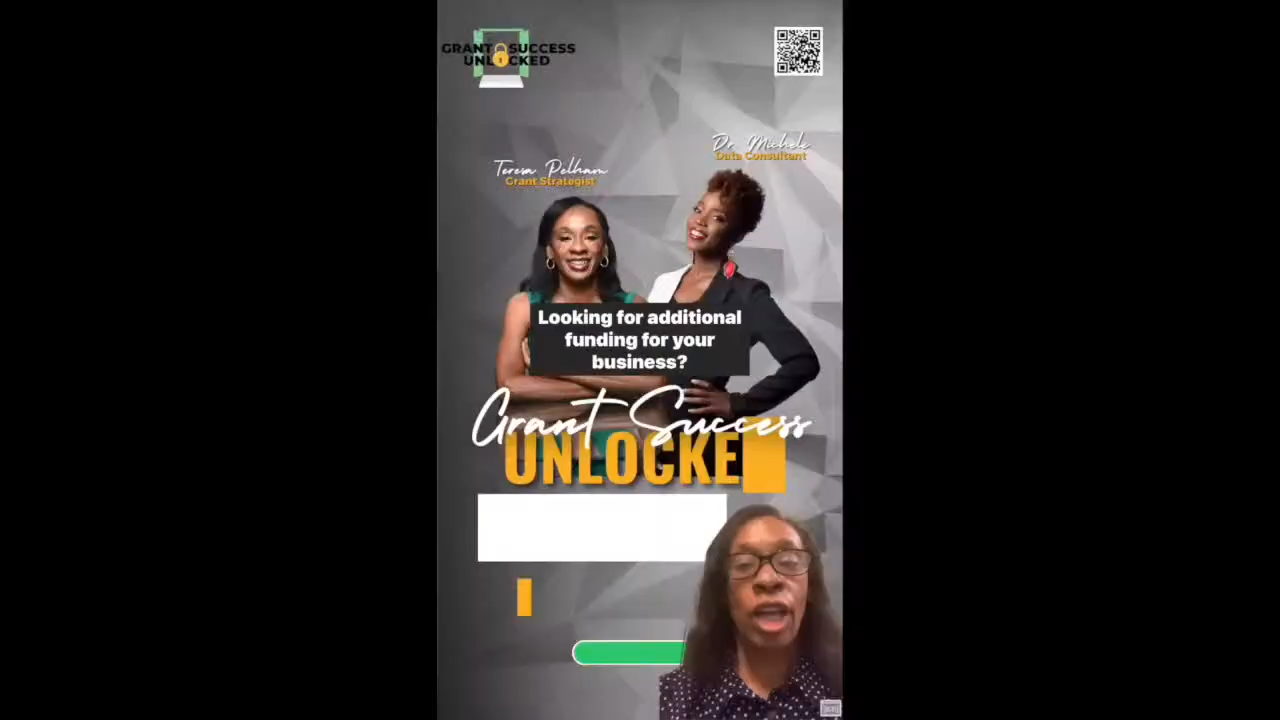 GRANT SUCCESS
UNLOCKED
Dr. Michele
Data Consultant
Teresa Pelham
Grant Strategist
Looking for additional
funding for your
business?
Grant Success
UNLOCKE